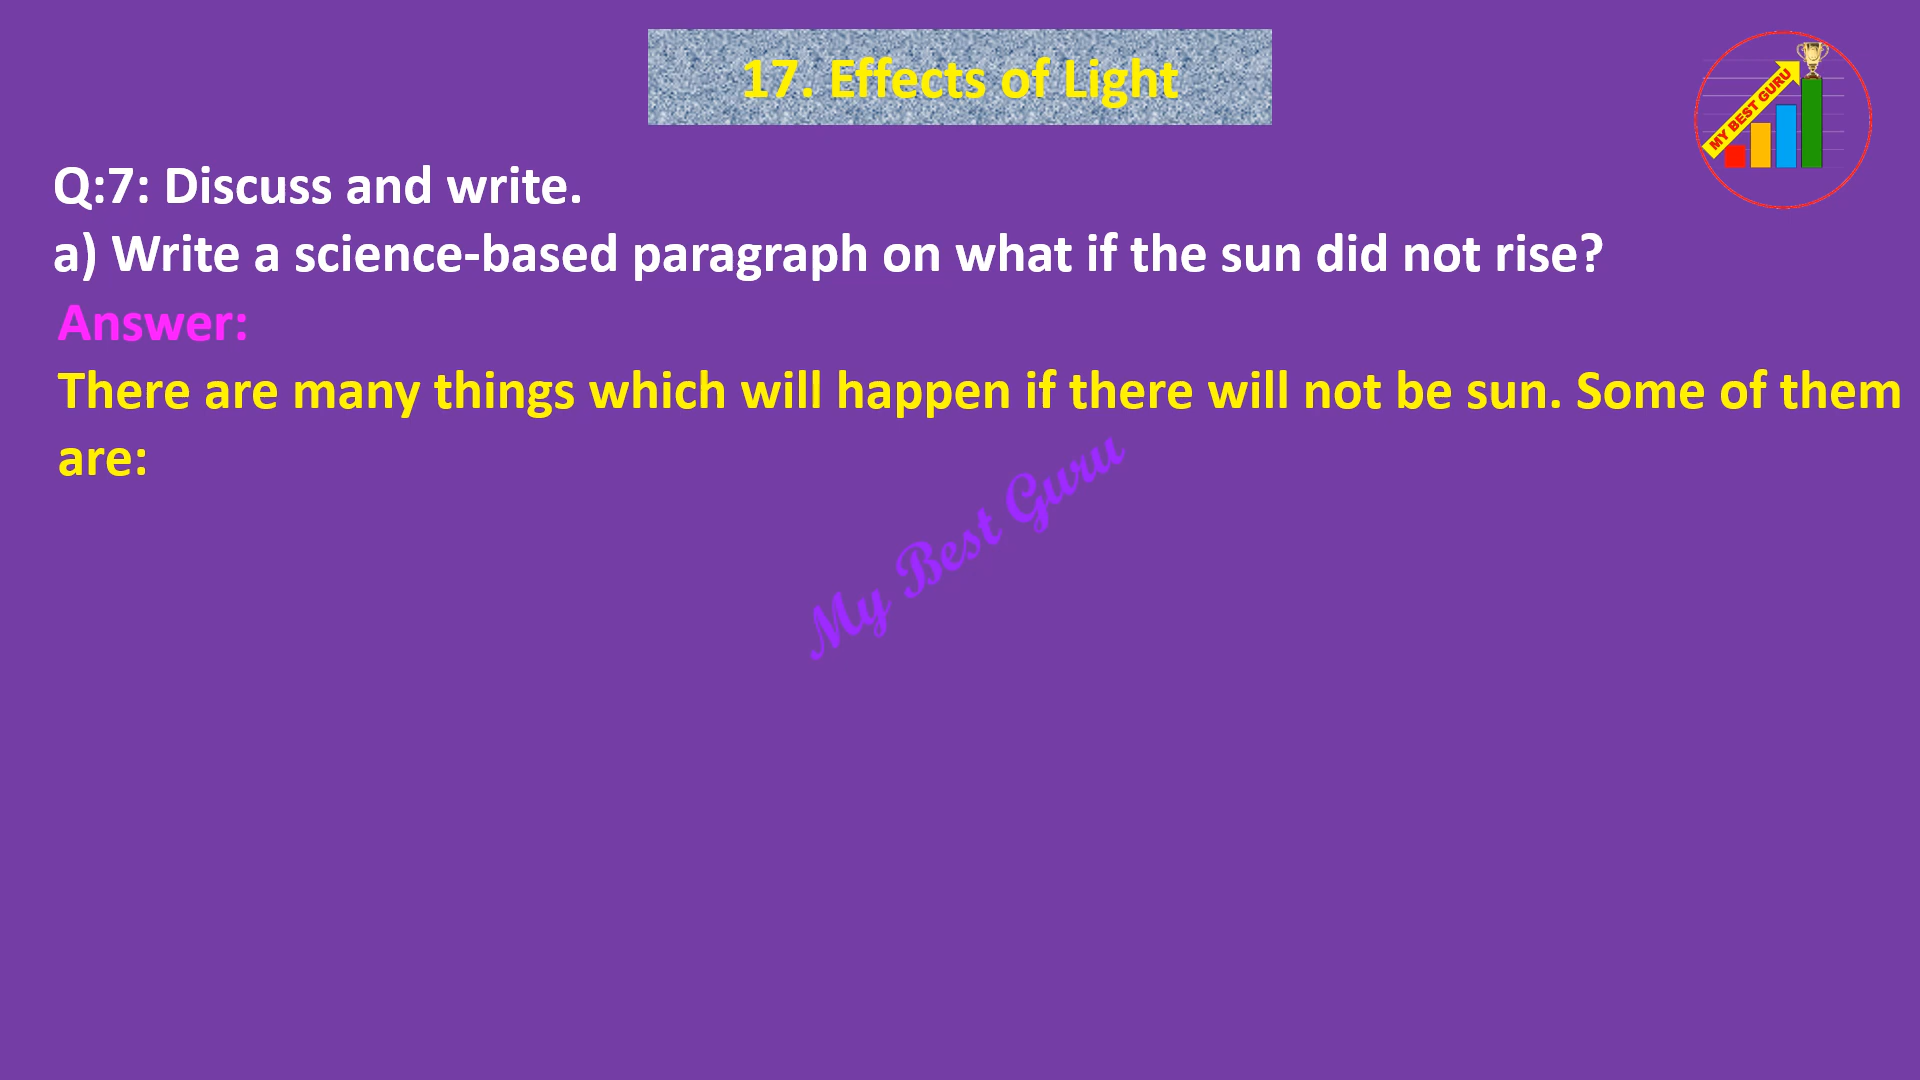 17. Effects of Light
MY BEST GURU
Q:7: Discuss and write.
a) Write a science-based paragraph on what if the sun did not rise?
Answer:
There are many things which will happen if there will not be sun. Some of them
are:
My Best Guru